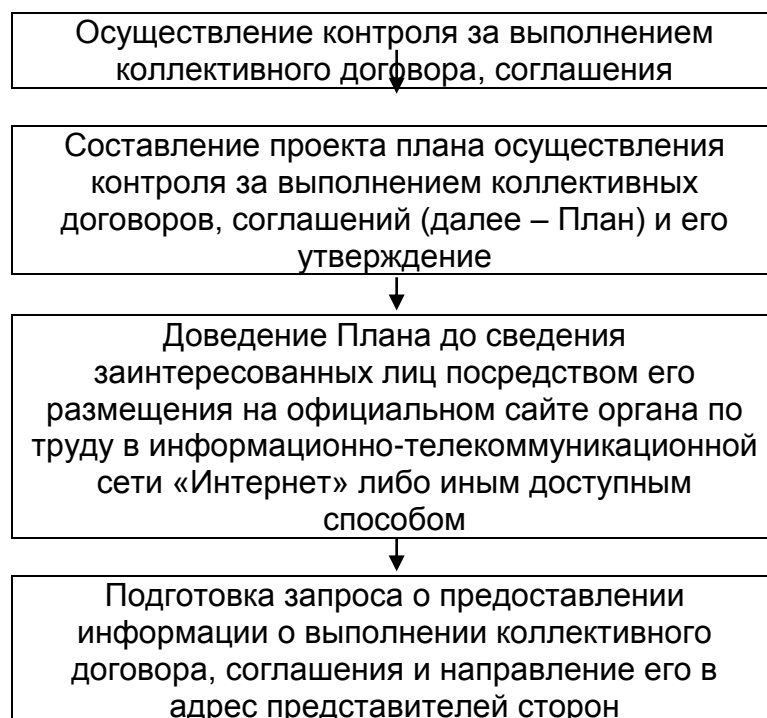 Осуществление контроля за выполнением
коллективного договора, соглашения
Составление проекта плана осуществления
контроля за выполнением коллективных
договоров, соглашений (далее – План) и его
утверждение
Доведение Плана до сведения
заинтересованных лиц посредством его
размещения на официальном сайте органа по
труду в информационно-телекоммуникационной
сети «Интернет» либо иным доступным
способом
Подготовка запроса о предоставлении
информации о выполнении коллективного
договора, соглашения и направление его в
адрес представителей сторон